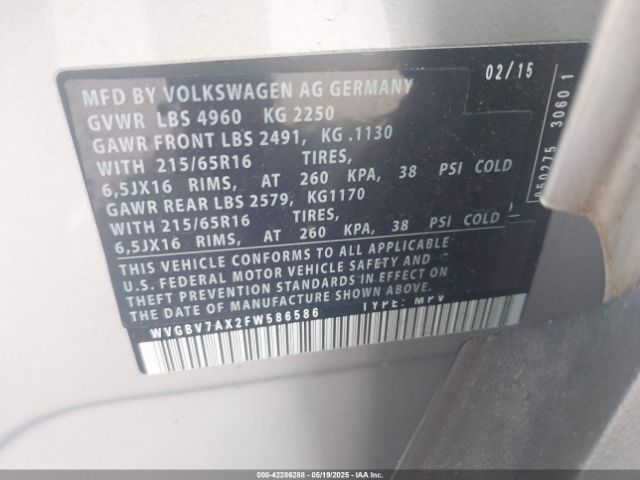 02/15
MFD BY VOLKSWAGEN AG GERMANY
GVWR LBS 4960 KG 2250
GAWR FRONT LBS 2491, KG .1130
WITH 215/65R16 TIRES,
6,5JX16 RIMS, AT 260 KPA, 38 PSI COLD
GAWR REAR LBS 2579, KG1170
WITH 215/65R16 TIRES,
6,5JX16 RIMS, AT 260 KPA, 38 PSI COLD
THIS VEHICLE CONFORMS TO ALL APPLICABLE
U.S. FEDERAL MOTOR VEHICLE SAFETY AND
THEFT PREVENTION STANDARDS IN EFFECT ON
THE DATE OF MANUFACTURE SHOWN ABOVE.
WVGBV7AX2FW586586 TYPE: MPV
050275 3060 1
000-42286288 - 05/19/2025 - IAA Inc.